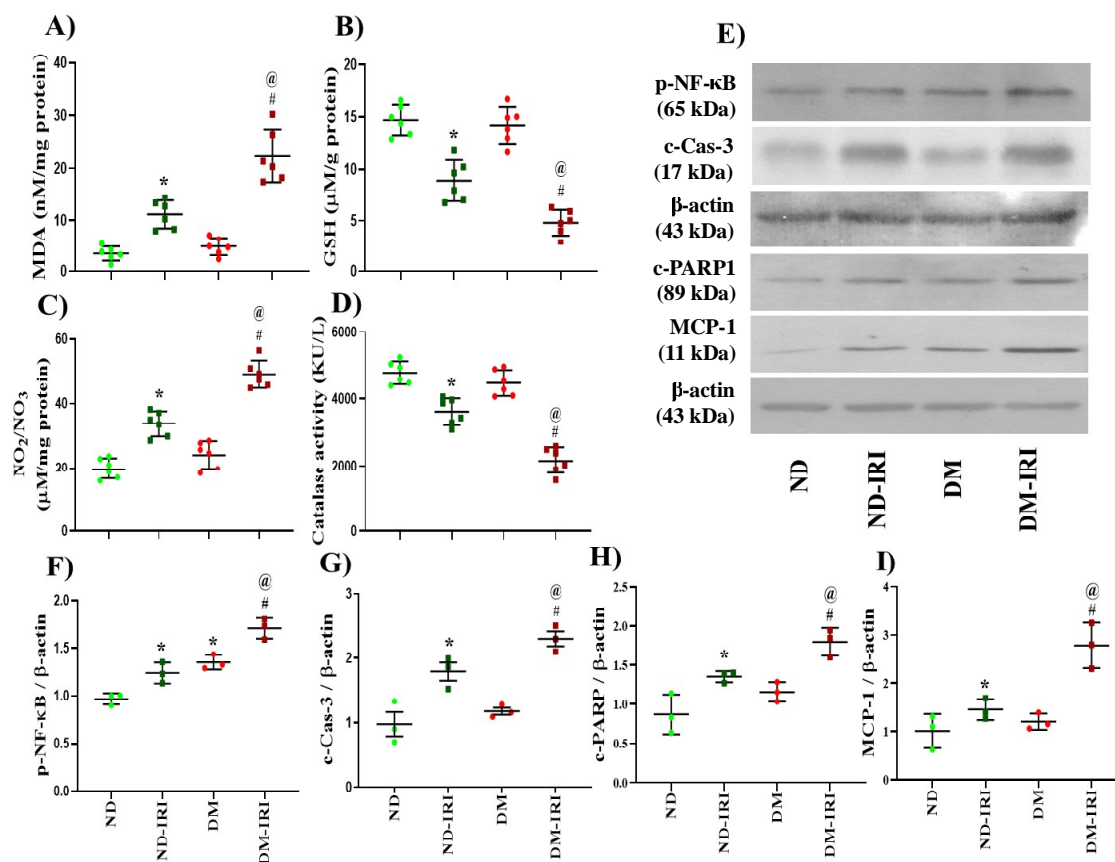 A)
MDA (nM/mg protein)
40
30
20
10
0
*
@
#
B)
GSH (µM/g protein)
20
15
10
5
0
*
@
#
C)
NO2/NO3
(µM/mg protein)
60
40
20
0
*
@
#
D)
Catalast activity (KU/L)
6000
4000
2000
0
*
@
#
E)
p-NF-κB
(65 kDa)
c-Cas-3
(17 kDa)
β-actin
(43 kDa)
c-PARP1
(89 kDa)
MCP-1
(11 kDa)
β-actin
(43 kDa)
ND
ND-IRI
DM
DM-IRI
F)
p-NF-κB / β-actin
2.0
1.5
1.0
0.5
0.0
*
*
@
#
ND
ND-IRI
DM
DM-IRI
G)
c-Cas-3 / β-actin
3
2
1
0
*
@
#
ND
ND-IRI
DM
DM-IRI
H)
c-PARP / β-actin
2.5
2.0
1.5
1.0
0.5
0.0
*
@
#
ND
ND-IRI
DM
DM-IRI
I)
MCP-1 / β-actin
4
3
2
1
0
*
@
#
ND
ND-IRI
DM
DM-IRI